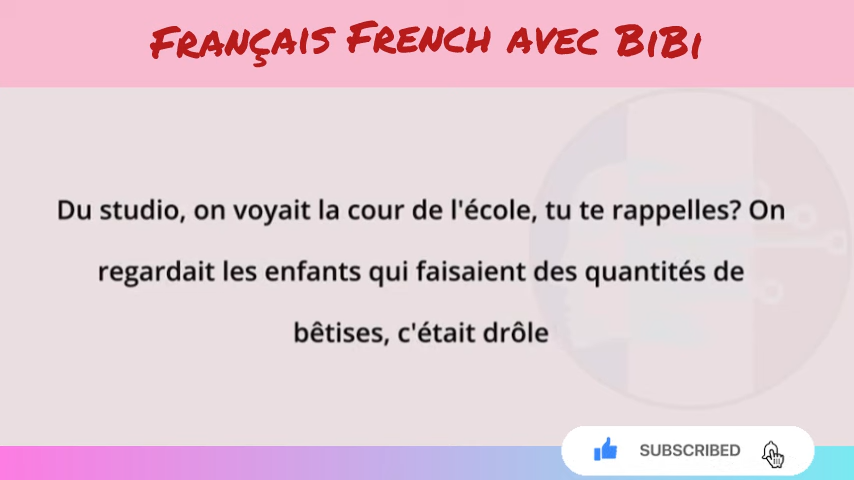 Français French avec BiBi
Du studio, on voyait la cour de l'école, tu te rappelles? On
regardait les enfants qui faisaient des quantités de
bêtises, c'était drôle
SUBSCRIBED